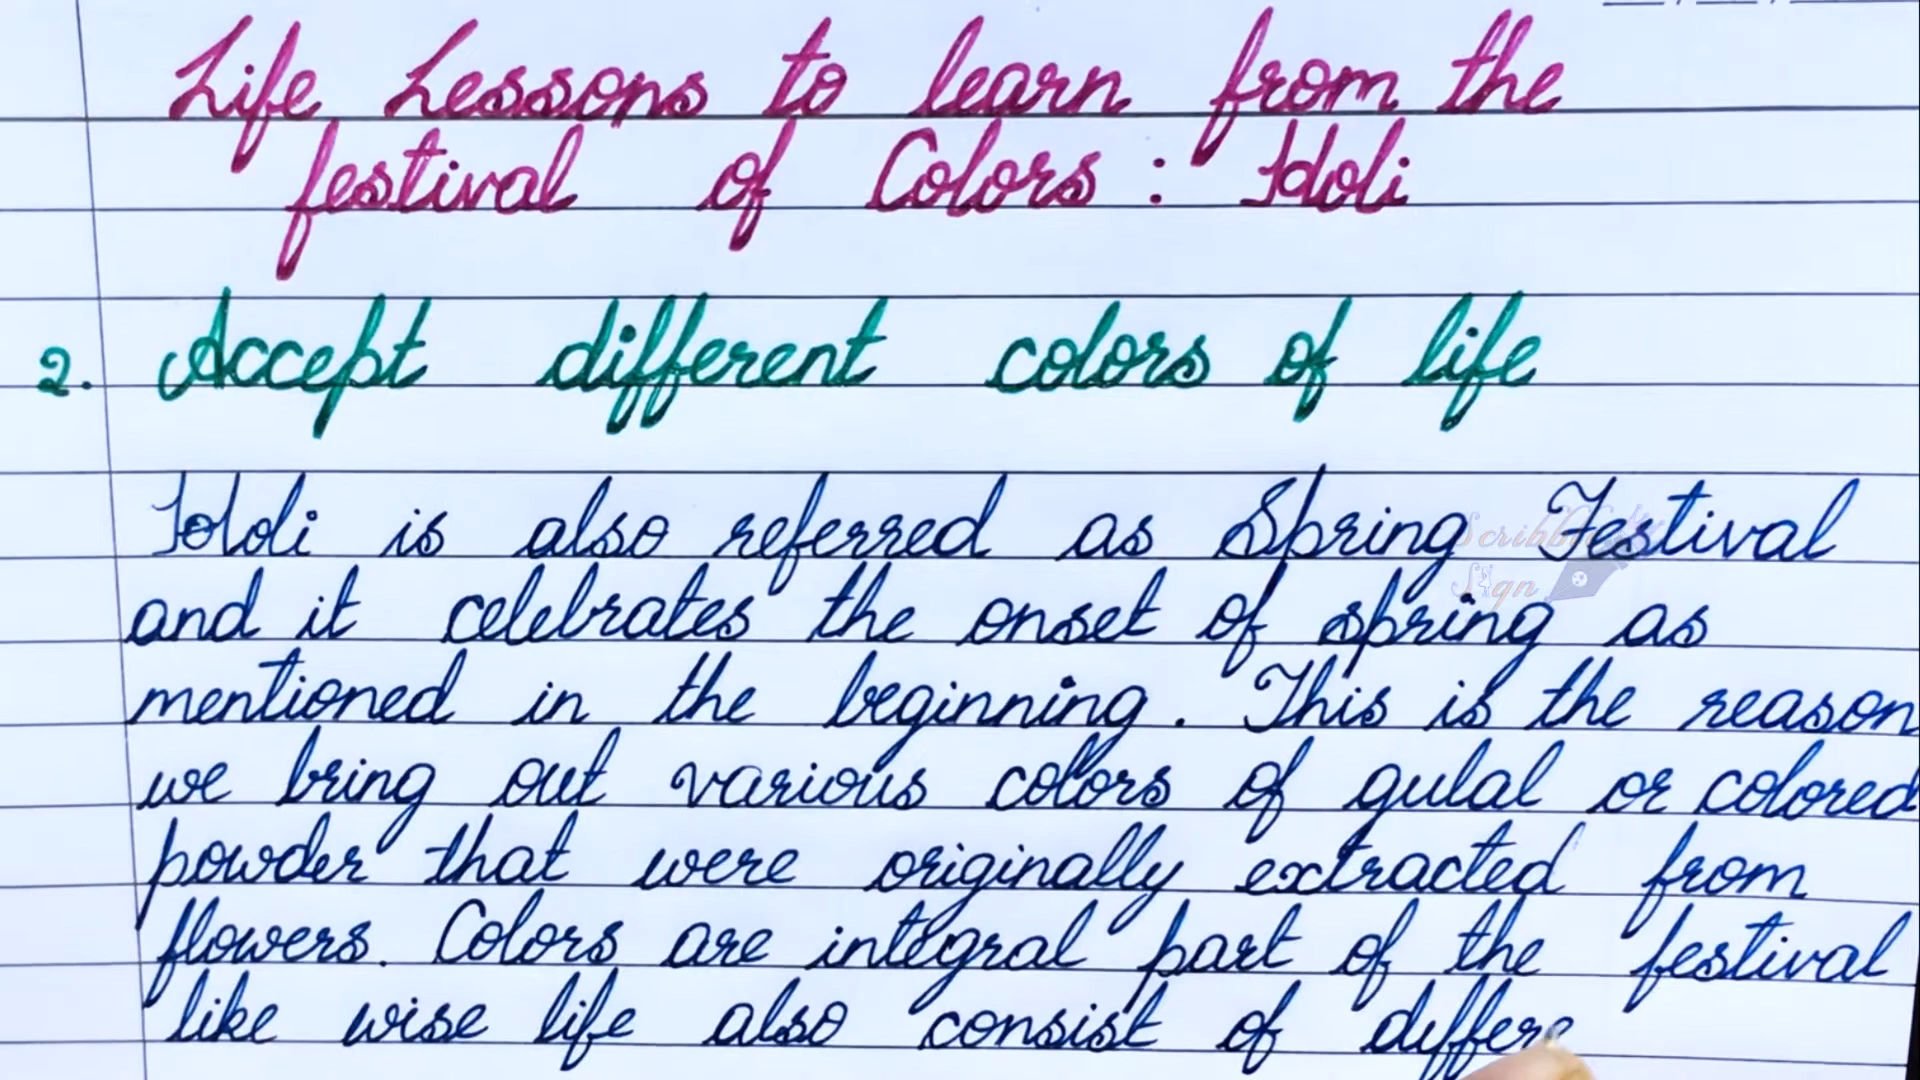 Life Lessons to learn from the
festival of Colors : Holi
2. Accept different colors of life
Holi is also referred as Spring Festival
and it celebrates the onset of spring as
mentioned in the beginning. This is the reason
we bring out various colors of gulal or colored
powder that were originally extracted from
flowers. Colors are integral part of the festival
like wise life also consist of differe